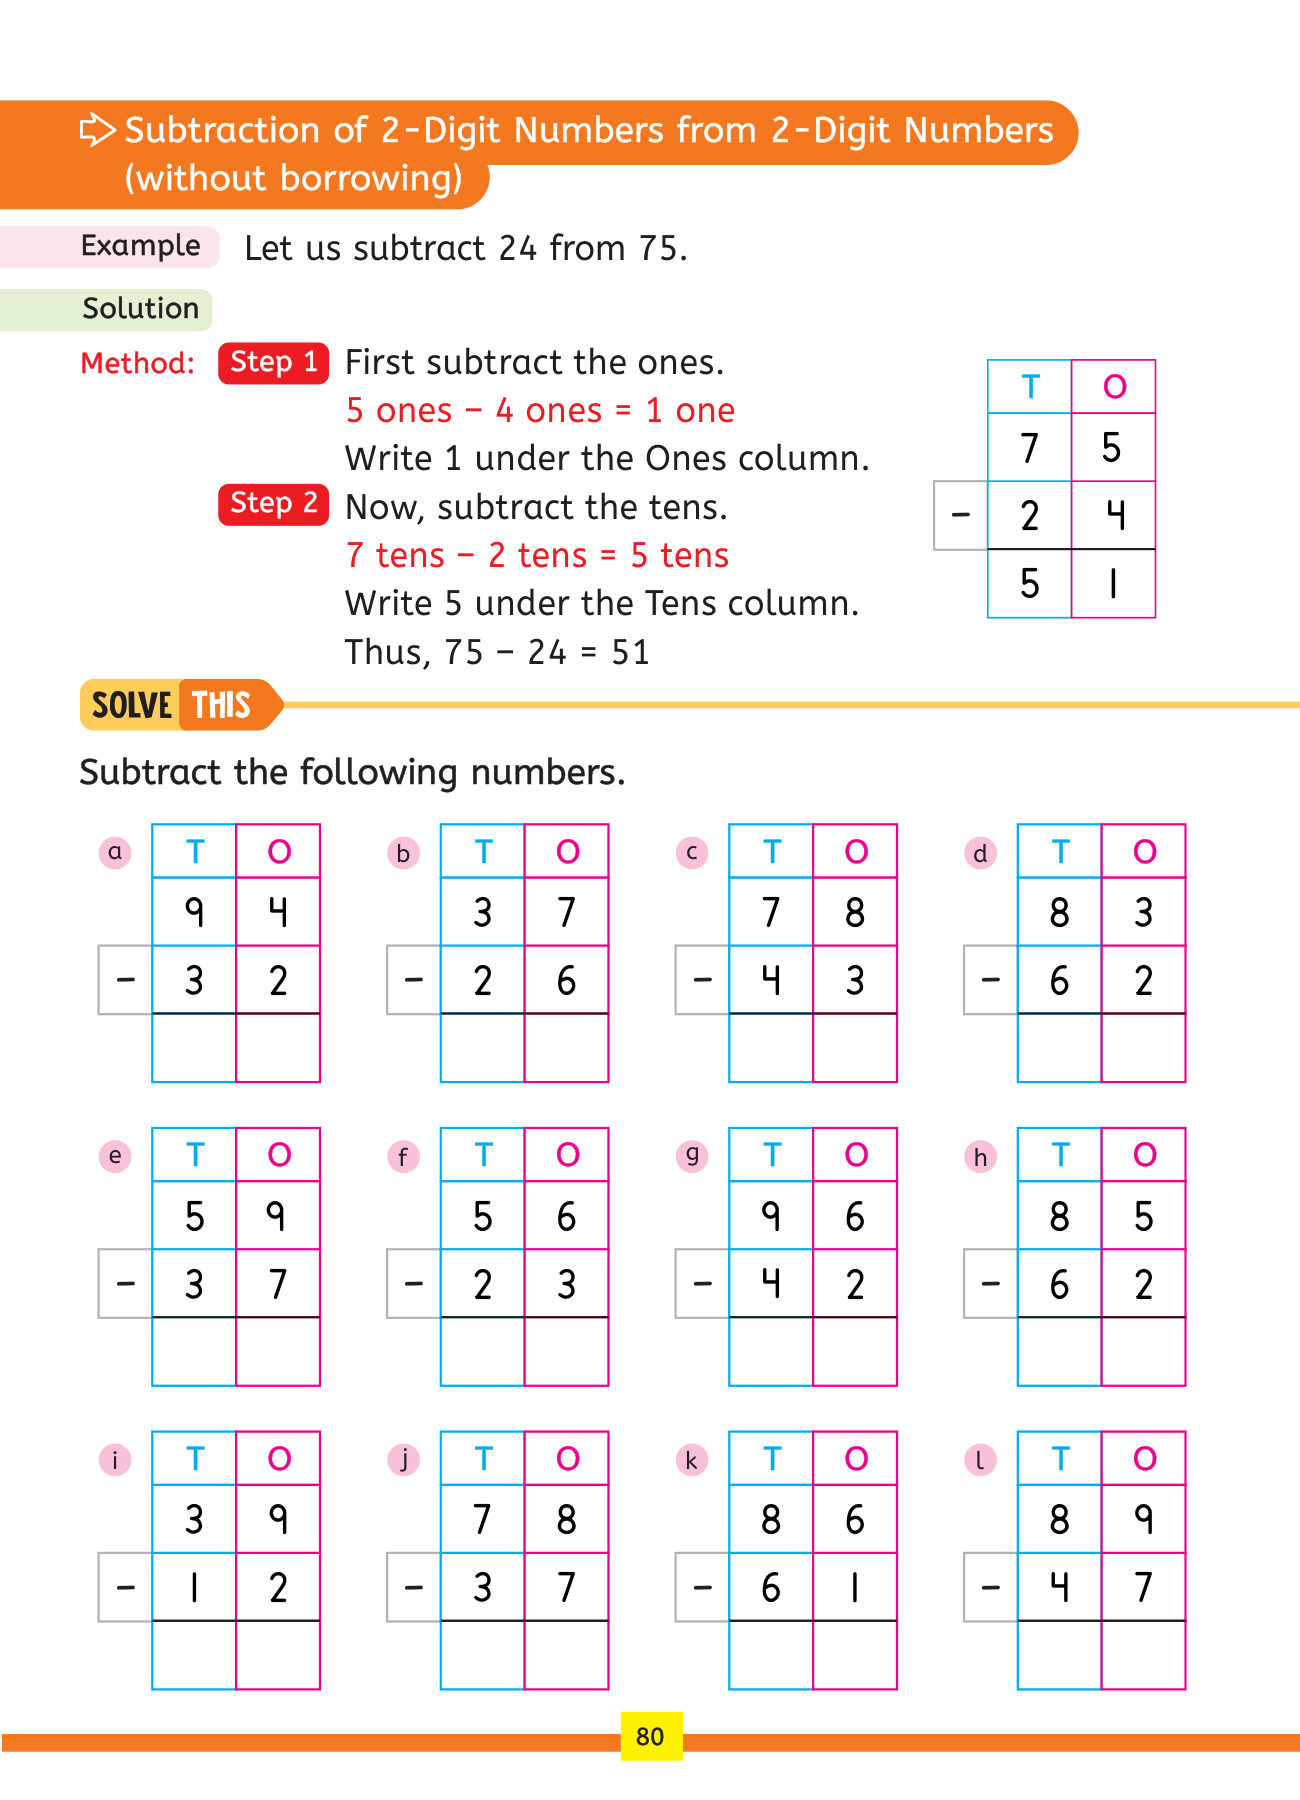 Subtraction of 2-Digit Numbers from 2-Digit Numbers
(without borrowing)
Example Let us subtract 24 from 75.
Solution
Method: Step 1 First subtract the ones.
5 ones – 4 ones = 1 one
Write 1 under the Ones column.
Step 2 Now, subtract the tens.
7 tens – 2 tens = 5 tens
Write 5 under the Tens column.
Thus, 75 – 24 = 51
T O
7 5
– 2 4
5 1
SOLVE THIS
Subtract the following numbers.
a T O b T O c T O d T O
9 4 3 7 7 8 8 3
– 3 2 – 2 6 – 4 3 – 6 2
e T O f T O g T O h T O
5 9 5 6 9 6 8 5
– 3 7 – 2 3 – 4 2 – 6 2
i T O j T O k T O l T O
3 9 7 8 8 6 8 9
– 1 2 – 3 7 – 6 1 – 4 7
80